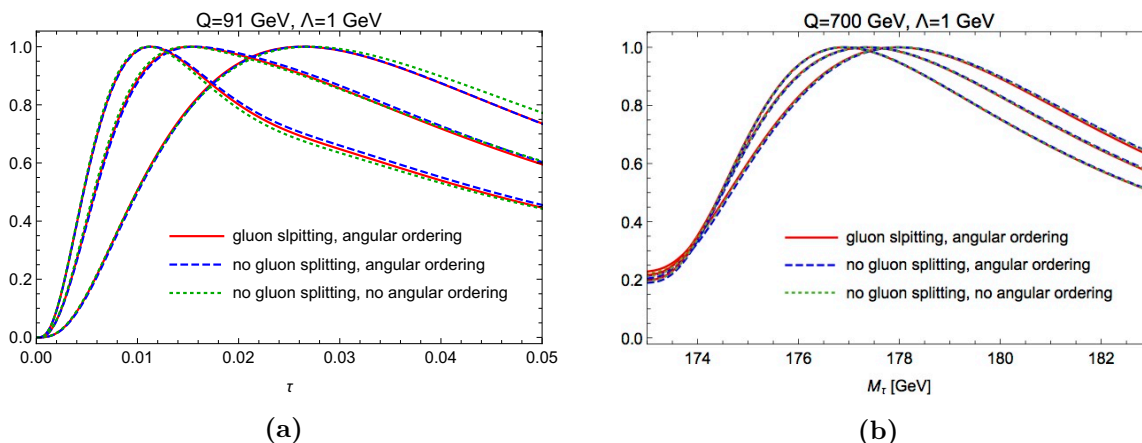 Q=91 GeV, Λ=1 GeV
1.0
0.8
0.6
0.4
0.2
0.0
gluon slpitting, angular ordering
no gluon splitting, angular ordering
no gluon splitting, no angular ordering
0.00 0.01 0.02 0.03 0.04 0.05
τ
(a)
Q=700 GeV, Λ=1 GeV
1.0
0.8
0.6
0.4
0.2
0.0
gluon slpitting, angular ordering
no gluon splitting, angular ordering
no gluon splitting, no angular ordering
174 176 178 180 182
Mτ [GeV]
(b)